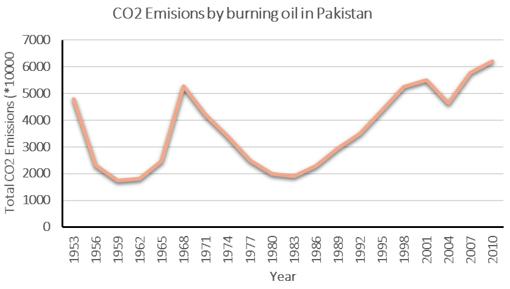 CO2 Emisions by burning oil in Pakistan
Total CO2 Emissions (*10000
7000
6000
5000
4000
3000
2000
1000
0
1953 1956 1959 1962 1965 1968 1971 1974 1977 1980 1983 1986 1989 1992 1995 1998 2001 2004 2007 2010
Year